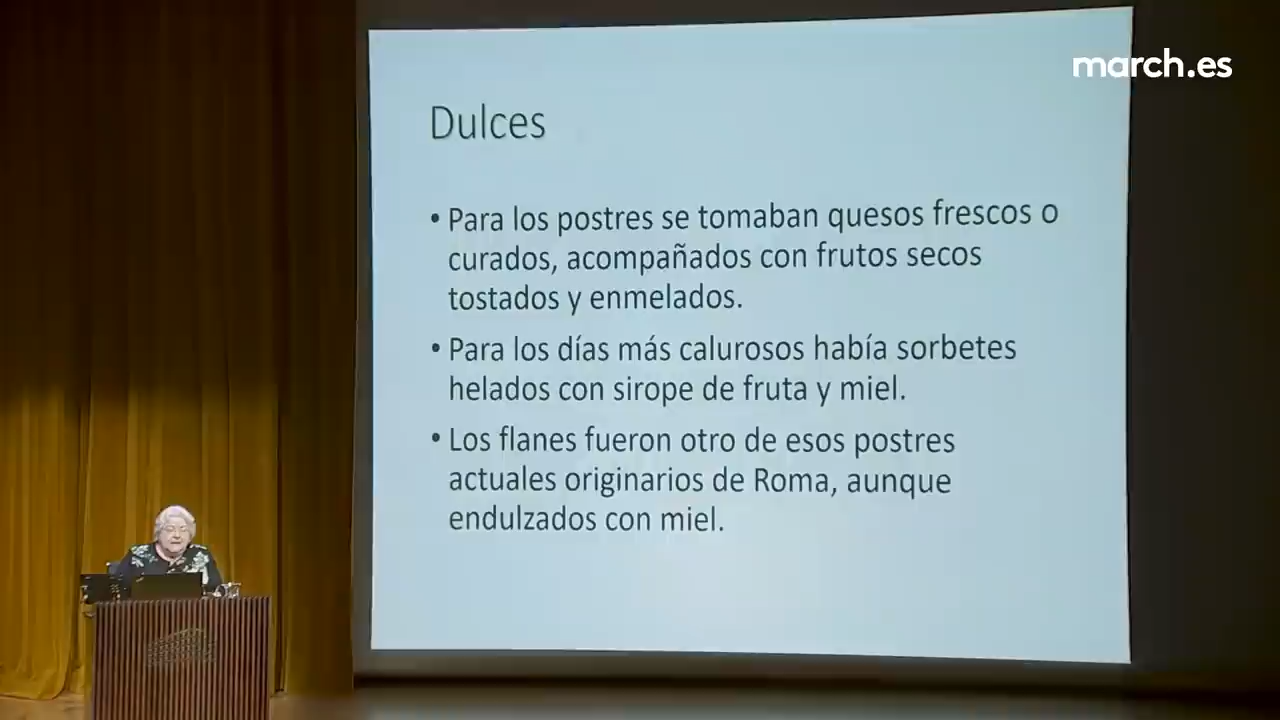 march.es
Dulces
• Para los postres se tomaban quesos frescos o
curados, acompañados con frutos secos
tostados y enmelados.
• Para los días más calurosos había sorbetes
helados con sirope de fruta y miel.
• Los flanes fueron otro de esos postres
actuales originarios de Roma, aunque
endulzados con miel.